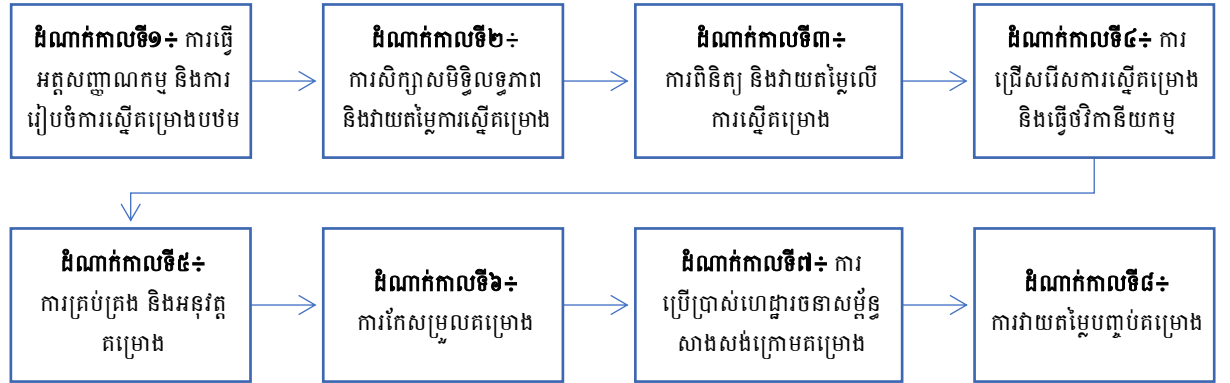 ដំណាក់កាលទី១÷ ការធ្វើ
អត្តសញ្ញាណកម្ម និងការ
រៀបចំការស្នើគម្រោងបឋម
ដំណាក់កាលទី២÷
ការសិក្សាសមិទ្ធិលទ្ធភាព
និងវាយតម្លៃការស្នើគម្រោង
ដំណាក់កាលទី៣÷
ការពិនិត្យ និងវាយតម្លៃលើ
ការស្នើគម្រោង
ដំណាក់កាលទី៤÷ ការ
ជ្រើសរើសការស្នើគម្រោង
និងធ្វើថវិកានីយកម្ម
ដំណាក់កាលទី៥÷
ការគ្រប់គ្រង និងអនុវត្ត
គម្រោង
ដំណាក់កាលទី៦÷
ការកែសម្រួលគម្រោង
ដំណាក់កាលទី៧÷ ការ
ប្រើប្រាស់ហេដ្ឋារចនាសម្ព័ន្ធ
សាងសង់ក្រោមគម្រោង
ដំណាក់កាលទី៨÷
ការវាយតម្លៃបញ្ចប់គម្រោង